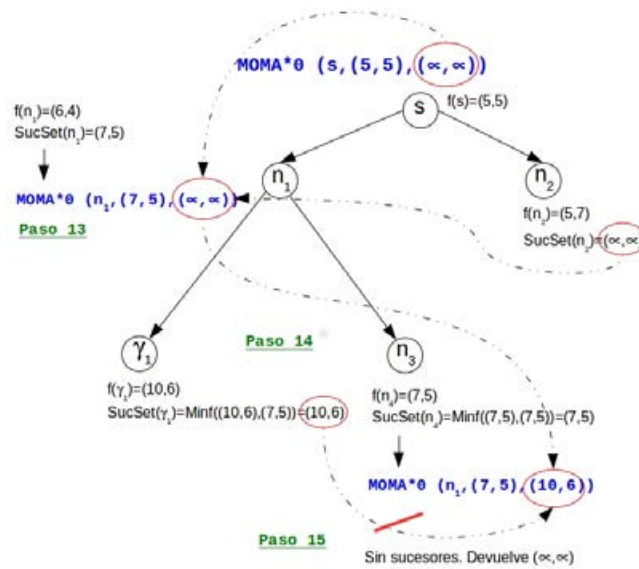 MOMA*0 (s,(5,5),(∞,∞))
s
f(s)=(5,5)
f(n₁)=(6,4)
SucSet(n₁)=(7,5)
n₁
n₂
MOMA*0 (n₁,(7,5),(∞,∞))
Paso 13
f(n₂)=(5,7)
SucSet(n₂)=(∞,∞
Paso 14
γ₁
n₃
f(γ₁)=(10,6)
SucSet(γ₁)=Minf((10,6),(7,5))=(10,6)
f(n₄)=(7,5)
SucSet(n₄)=Minf((7,5),(7,5))=(7,5)
MOMA*0 (n₁,(7,5),(10,6))
Paso 15
Sin sucesores. Devuelve (∞,∞)